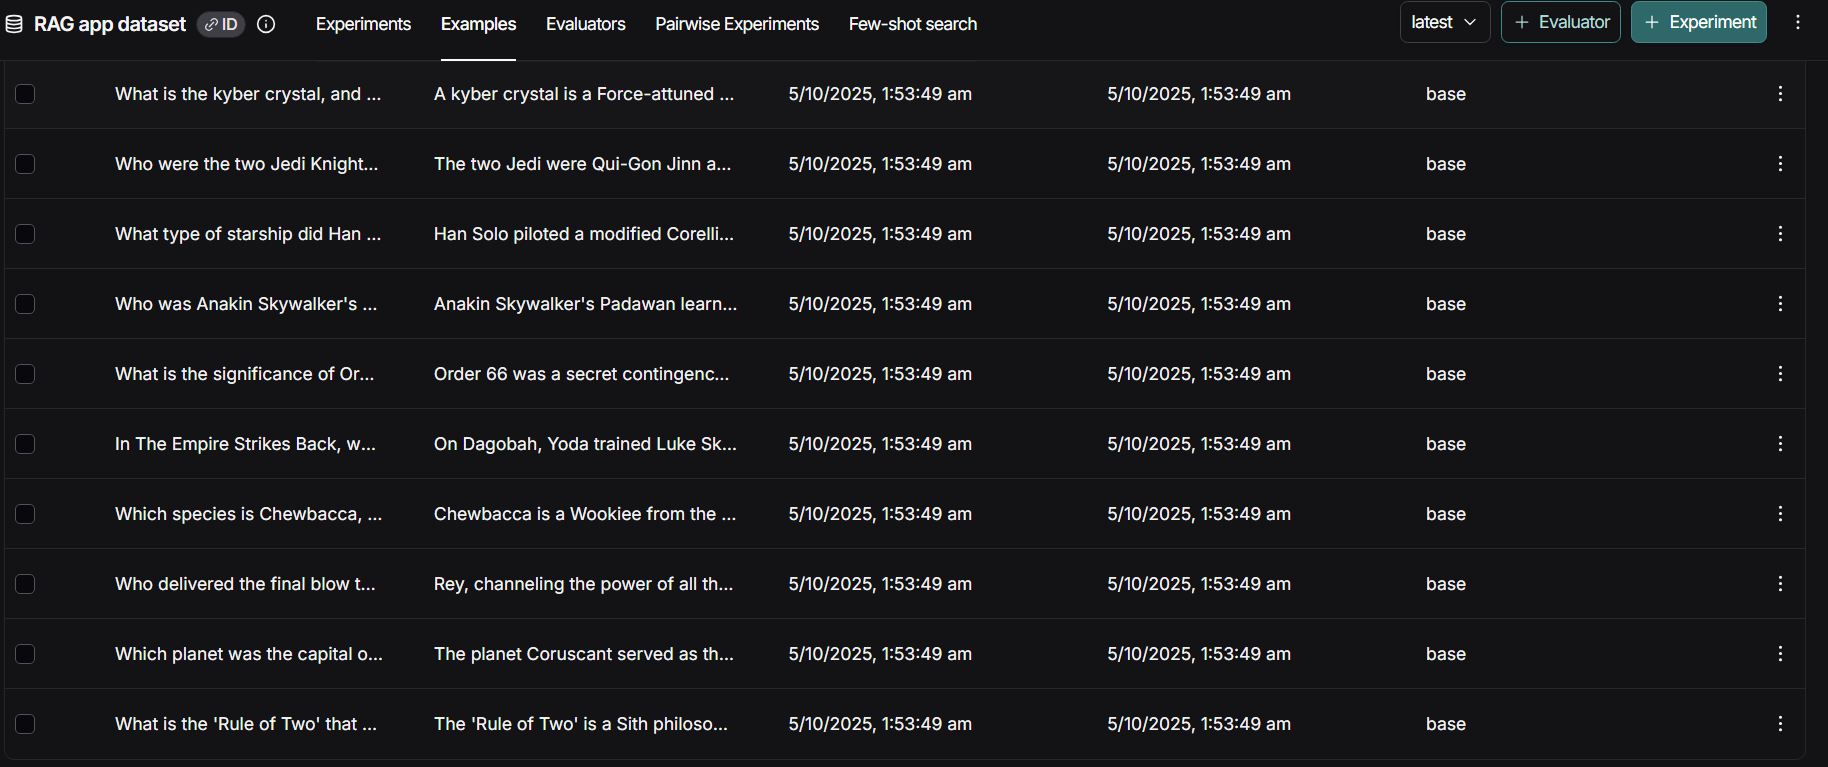 RAG app dataset ID Experiments Examples Evaluators Pairwise Experiments Few-shot search latest + Evaluator + Experiment
What is the kyber crystal, and ... A kyber crystal is a Force-attuned ... 5/10/2025, 1:53:49 am 5/10/2025, 1:53:49 am base
Who were the two Jedi Knight... The two Jedi were Qui-Gon Jinn a... 5/10/2025, 1:53:49 am 5/10/2025, 1:53:49 am base
What type of starship did Han ... Han Solo piloted a modified Corelli... 5/10/2025, 1:53:49 am 5/10/2025, 1:53:49 am base
Who was Anakin Skywalker's ... Anakin Skywalker's Padawan learn... 5/10/2025, 1:53:49 am 5/10/2025, 1:53:49 am base
What is the significance of Or... Order 66 was a secret contingenc... 5/10/2025, 1:53:49 am 5/10/2025, 1:53:49 am base
In The Empire Strikes Back, w... On Dagobah, Yoda trained Luke Sk... 5/10/2025, 1:53:49 am 5/10/2025, 1:53:49 am base
Which species is Chewbacca, ... Chewbacca is a Wookiee from the ... 5/10/2025, 1:53:49 am 5/10/2025, 1:53:49 am base
Who delivered the final blow t... Rey, channeling the power of all th... 5/10/2025, 1:53:49 am 5/10/2025, 1:53:49 am base
Which planet was the capital o... The planet Coruscant served as th... 5/10/2025, 1:53:49 am 5/10/2025, 1:53:49 am base
What is the 'Rule of Two' that ... The 'Rule of Two' is a Sith philoso... 5/10/2025, 1:53:49 am 5/10/2025, 1:53:49 am base